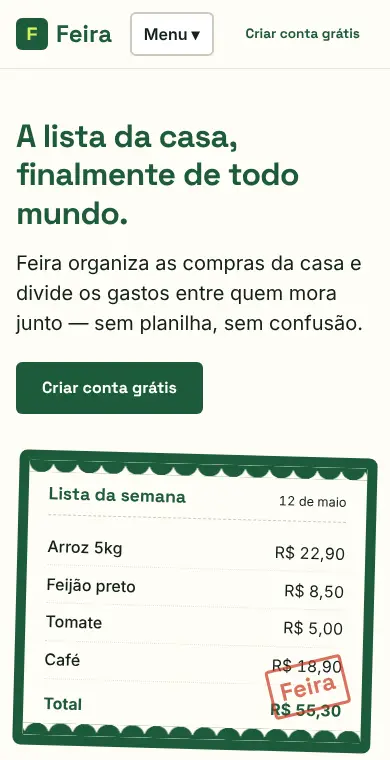 F Feira Menu ▾ Criar conta grátis
A lista da casa,
finalmente de todo
mundo.
Feira organiza as compras da casa e
divide os gastos entre quem mora
junto — sem planilha, sem confusão.
Criar conta grátis
Lista da semana 12 de maio
Arroz 5kg R$ 22,90
Feijão preto R$ 8,50
Tomate R$ 5,00
Café R$ 18,90
Feira
Total R$ 55,30